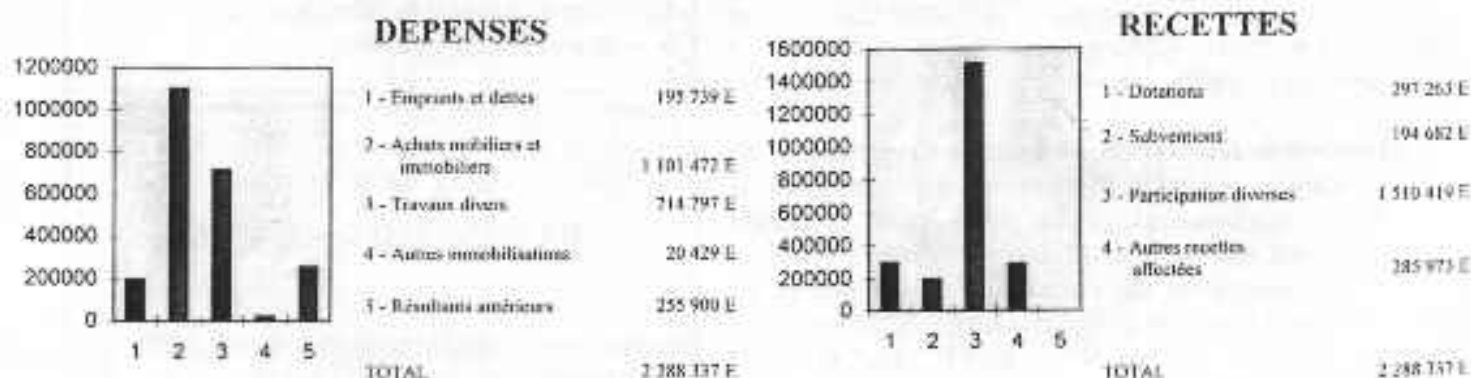 DEPENSES
1200000
1000000
800000
600000
400000
200000
0
1 2 3 4 5
1 - Emprunts et dettes 195 739 E
2 - Achats mobiliers et
immobiliers 1 101 472 E
3 - Travaux divers 714 797 E
4 - Autres immobilisations 20 429 E
5 - Résultants antérieurs 255 900 E
TOTAL 2 288 337 E
RECETTES
1600000
1400000
1200000
1000000
800000
600000
400000
200000
0
1 2 3 4 5
1 - Dotations 297 263 E
2 - Subventions 194 682 E
3 - Participation diverses 1 510 419 E
4 - Autres recettes
affectées 285 973 E
TOTAL 2 288 337 E